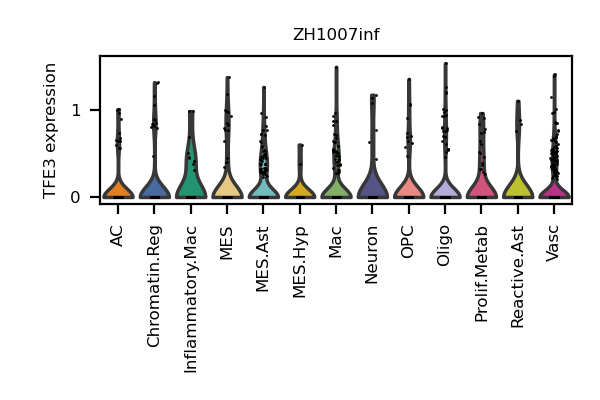 ZH1007inf
TFE3 expression
1
0
AC
Chromatin.Reg
Inflammatory.Mac
MES
MES.Ast
MES.Hyp
Mac
Neuron
OPC
Oligo
Prolif.Metab
Reactive.Ast
Vasc